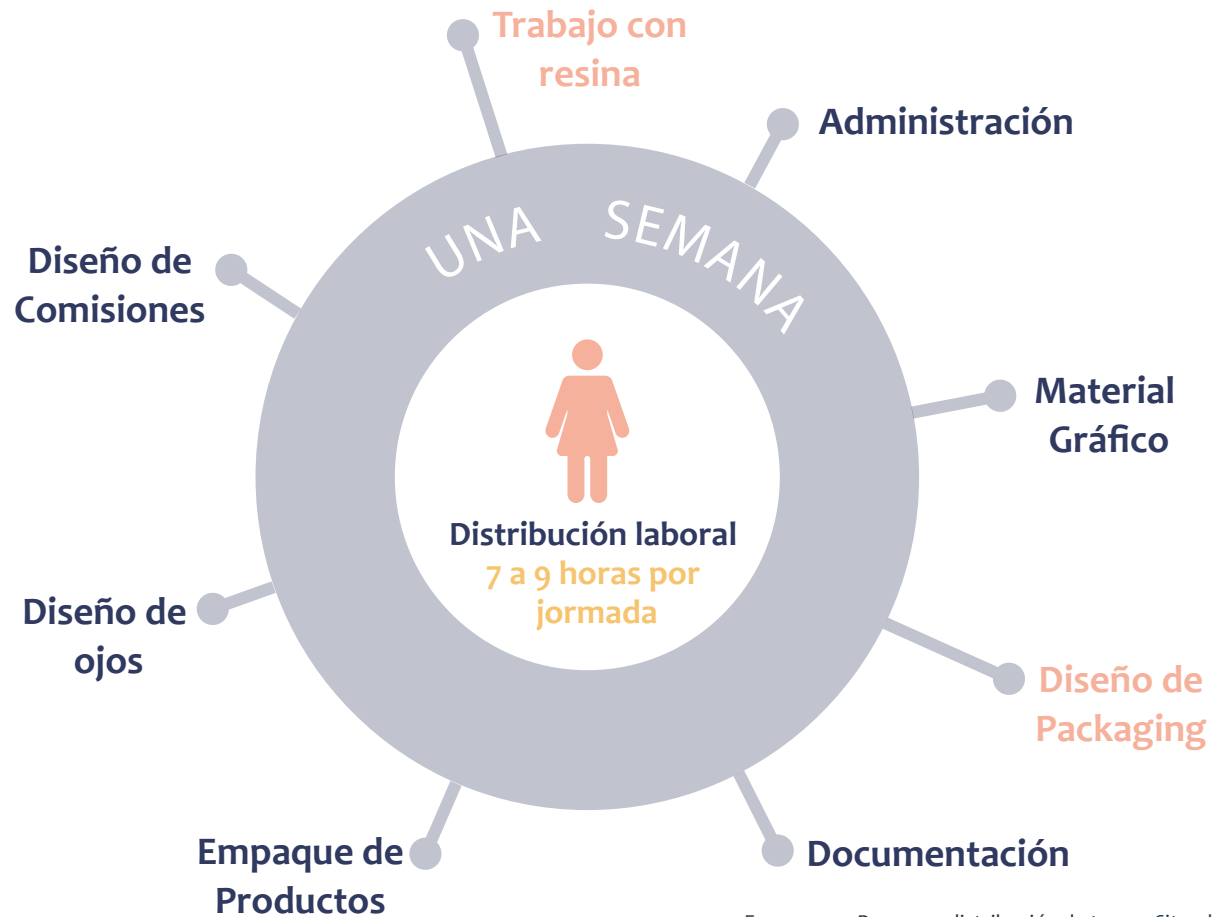 Trabajo con
resina
Administración
UNA SEMANA
Diseño de
Comisiones
Material
Gráfico
Distribución laboral
7 a 9 horas por
jormada
Diseño de
ojos
Diseño de
Packaging
Empaque de
Productos
Documentación